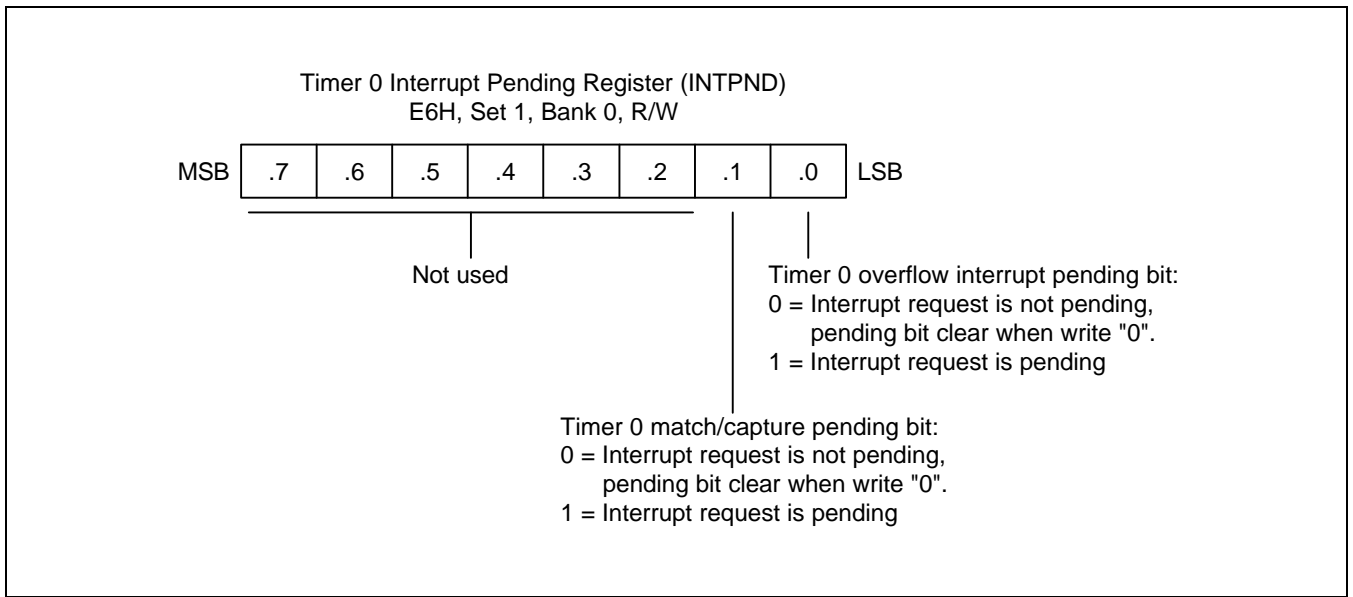 Timer 0 Interrupt Pending Register (INTPND)
E6H, Set 1, Bank 0, R/W
MSB .7 .6 .5 .4 .3 .2 .1 .0 LSB
Not used
Timer 0 overflow interrupt pending bit:
0 = Interrupt request is not pending,
pending bit clear when write "0".
1 = Interrupt request is pending
Timer 0 match/capture pending bit:
0 = Interrupt request is not pending,
pending bit clear when write "0".
1 = Interrupt request is pending